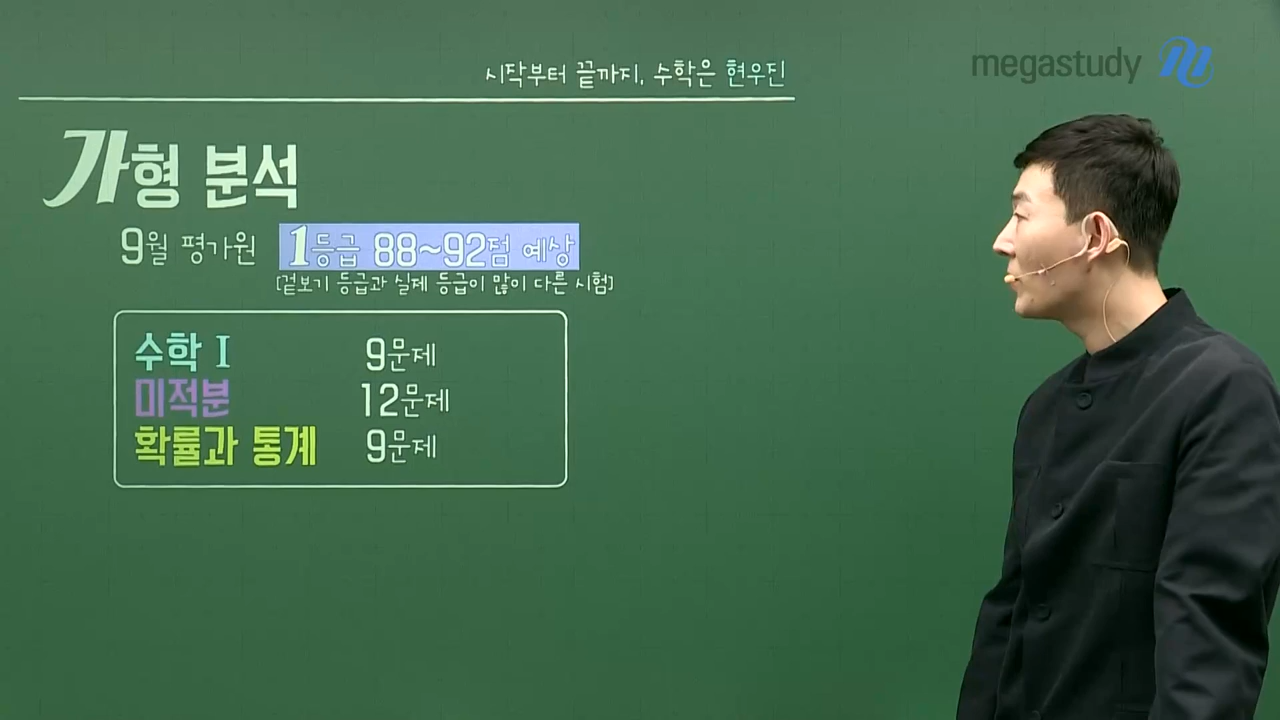 시작부터 끝까지, 수학은 현우진
megastudy
가형 분석
9월 평가원 1등급 88~92점 예상
[겉보기 등급과 실제 등급이 많이 다른 시험]
수학 I 9문제
미적분 12문제
확률과 통계 9문제